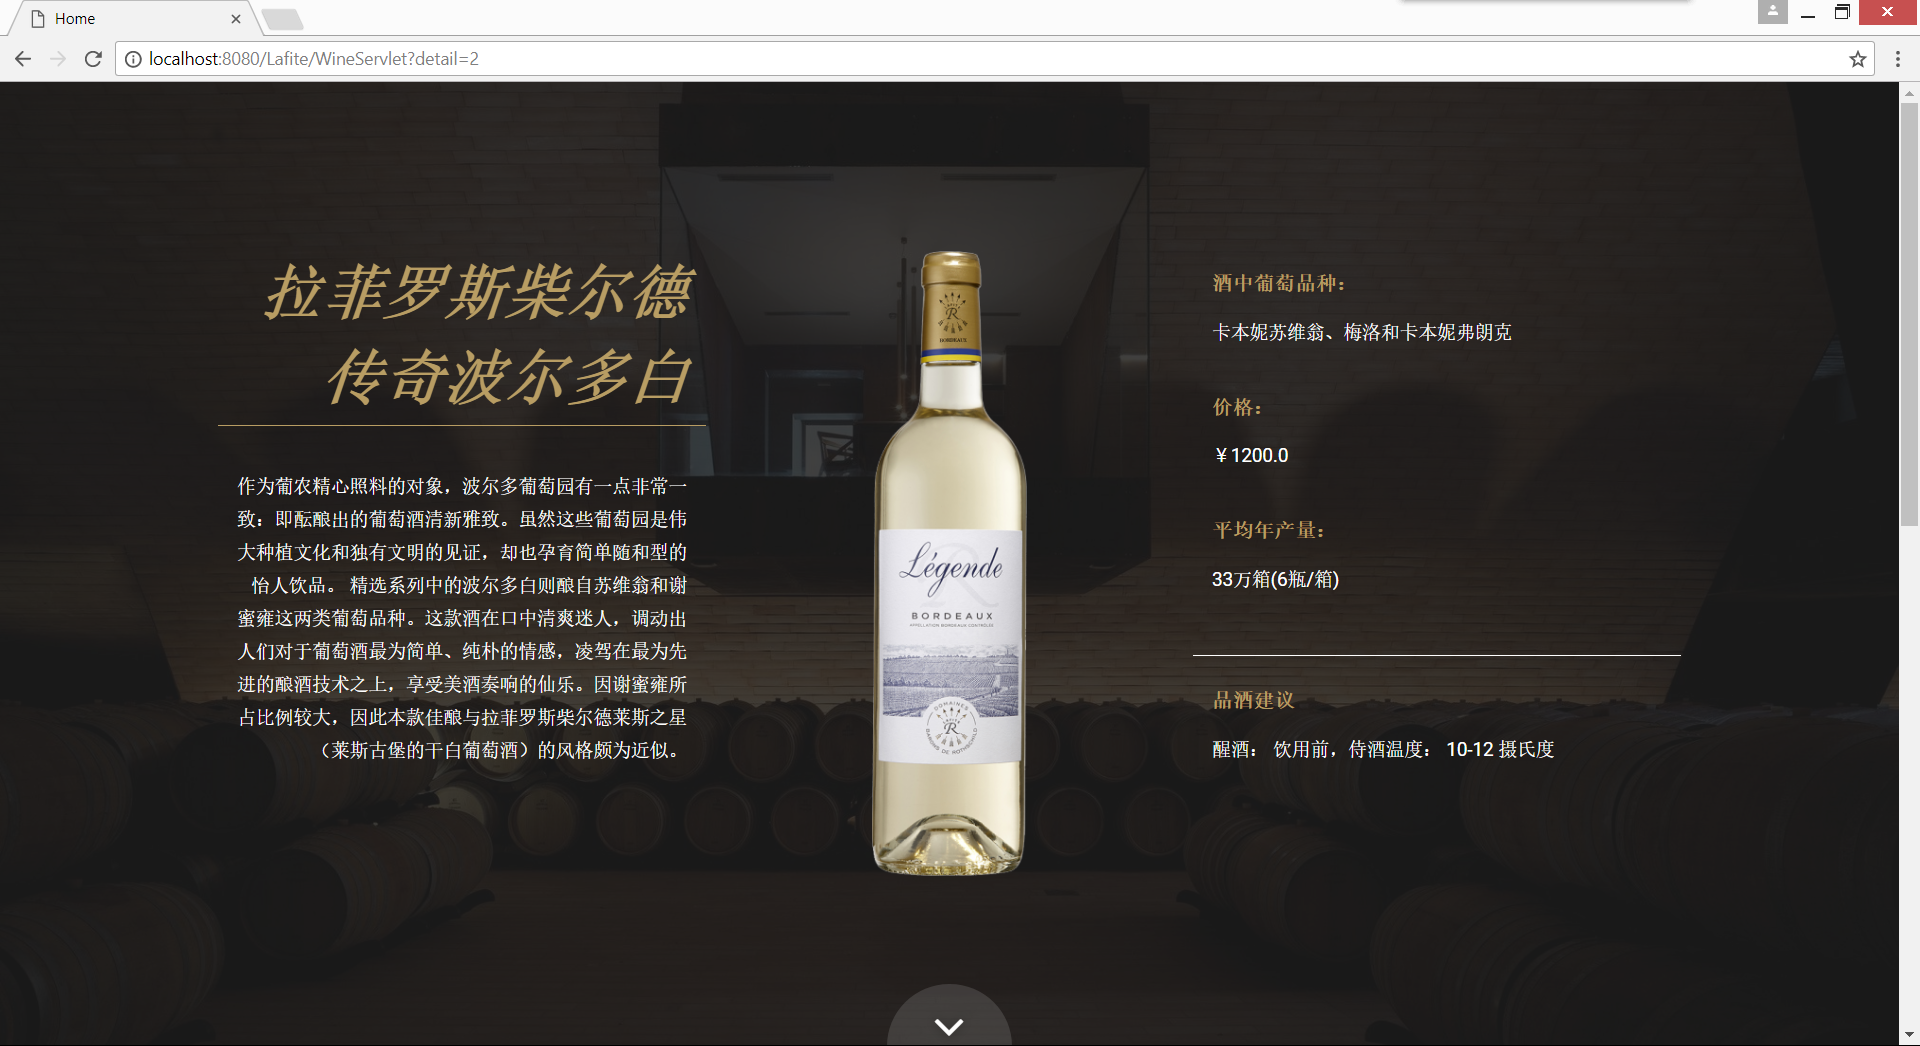 Home
localhost:8080/Lafite/WineServlet?detail=2
拉菲罗斯柴尔德
传奇波尔多白
作为葡农精心照料的对象，波尔多葡萄园有一点非常一
致：即酝酿出的葡萄酒清新雅致。虽然这些葡萄园是伟
大种植文化和独有文明的见证，却也孕育简单随和型的
怡人饮品。 精选系列中的波尔多白则酿自苏维翁和谢
蜜雍这两类葡萄品种。这款酒在口中清爽迷人，调动出
人们对于葡萄酒最为简单、纯朴的情感，凌驾在最为先
进的酿酒技术之上，享受美酒奏响的仙乐。因谢蜜雍所
占比例较大，因此本款佳酿与拉菲罗斯柴尔德莱斯之星
（莱斯古堡的干白葡萄酒）的风格颇为近似。
R
BORDEAUX
Légende
BORDEAUX
APPELLATION BORDEAUX CONTRÔLÉE
DOMAINES
R
BARONS DE ROTHSCHILD
酒中葡萄品种：
卡本妮苏维翁、梅洛和卡本妮弗朗克
价格：
￥1200.0
平均年产量：
33万箱(6瓶/箱)
品酒建议
醒酒： 饮用前，侍酒温度： 10-12 摄氏度